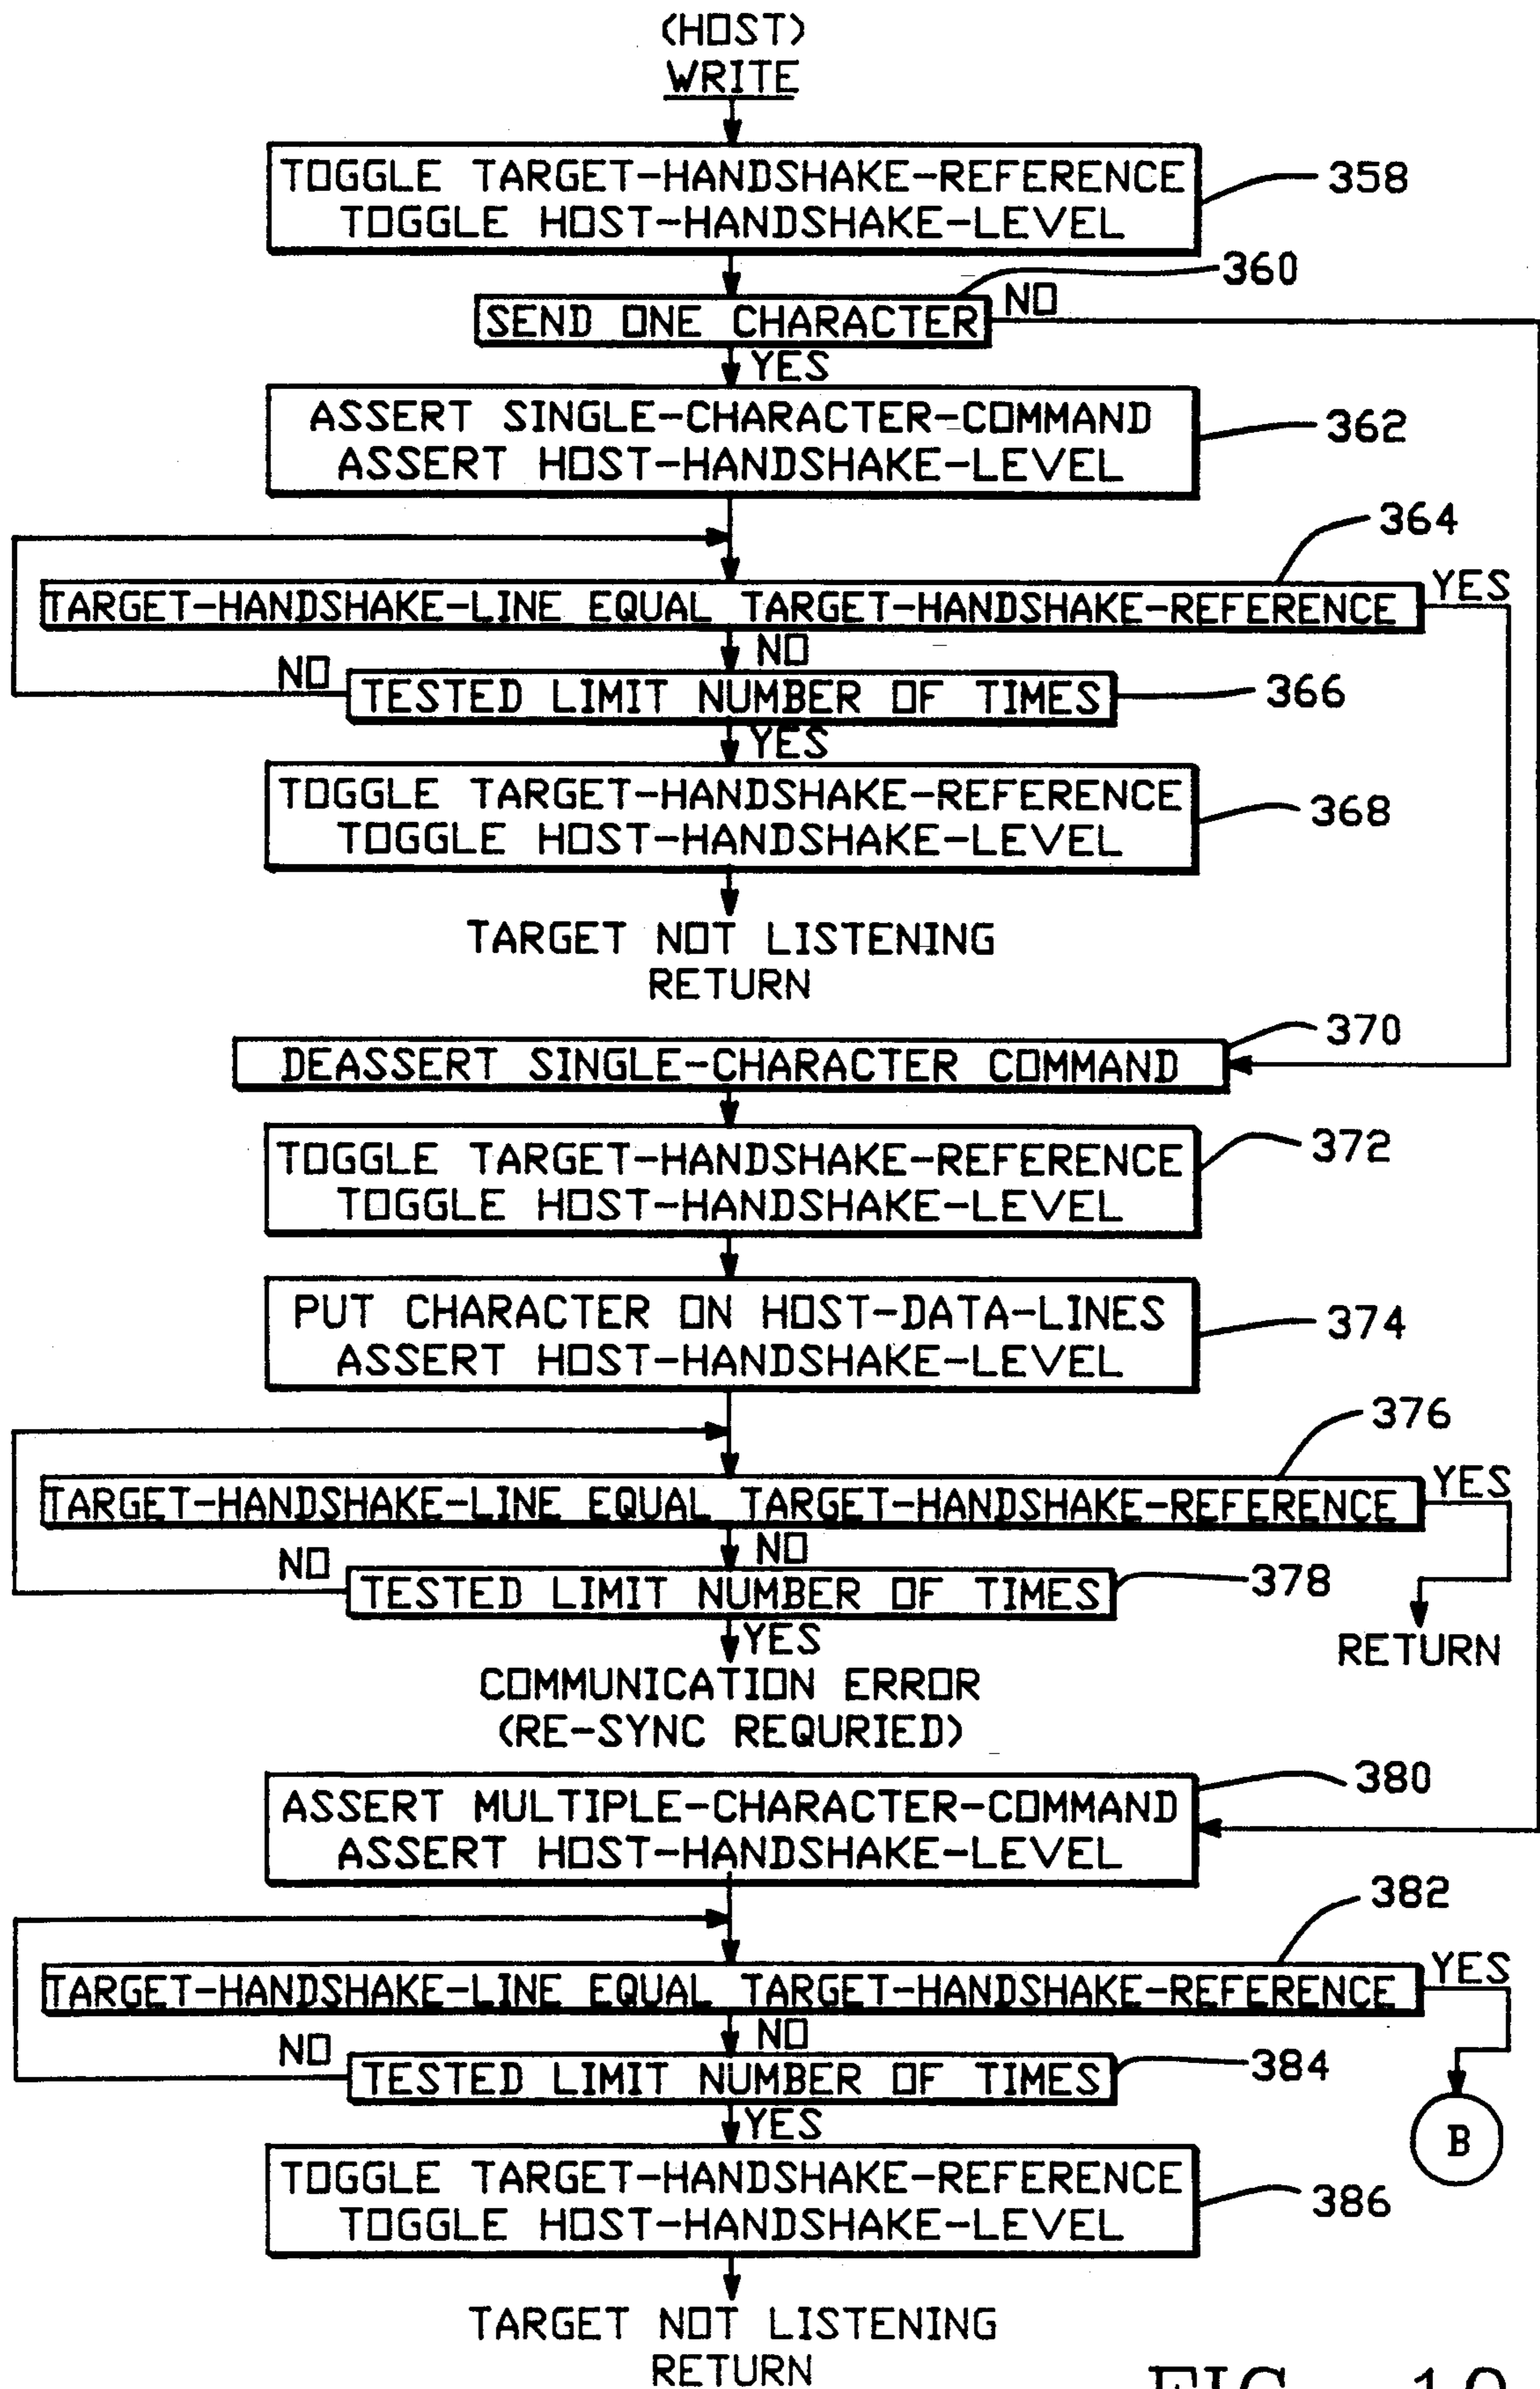 (HOST)
WRITE
TOGGLE TARGET-HANDSHAKE-REFERENCE
TOGGLE HOST-HANDSHAKE-LEVEL
358
360
SEND ONE CHARACTER
NO
YES
ASSERT SINGLE-CHARACTER-COMMAND
ASSERT HOST-HANDSHAKE-LEVEL
362
364
TARGET-HANDSHAKE-LINE EQUAL TARGET-HANDSHAKE-REFERENCE
YES
NO
NO
TESTED LIMIT NUMBER OF TIMES
366
YES
TOGGLE TARGET-HANDSHAKE-REFERENCE
TOGGLE HOST-HANDSHAKE-LEVEL
368
TARGET NOT LISTENING
RETURN
370
DEASSERT SINGLE-CHARACTER COMMAND
TOGGLE TARGET-HANDSHAKE-REFERENCE
TOGGLE HOST-HANDSHAKE-LEVEL
372
PUT CHARACTER ON HOST-DATA-LINES
ASSERT HOST-HANDSHAKE-LEVEL
374
376
TARGET-HANDSHAKE-LINE EQUAL TARGET-HANDSHAKE-REFERENCE
YES
NO
NO
TESTED LIMIT NUMBER OF TIMES
378
YES
RETURN
COMMUNICATION ERROR
(RE-SYNC REQURIED)
ASSERT MULTIPLE-CHARACTER-COMMAND
ASSERT HOST-HANDSHAKE-LEVEL
380
382
TARGET-HANDSHAKE-LINE EQUAL TARGET-HANDSHAKE-REFERENCE
YES
NO
NO
TESTED LIMIT NUMBER OF TIMES
384
YES
B
TOGGLE TARGET-HANDSHAKE-REFERENCE
TOGGLE HOST-HANDSHAKE-LEVEL
386
TARGET NOT LISTENING
RETURN
FIG.